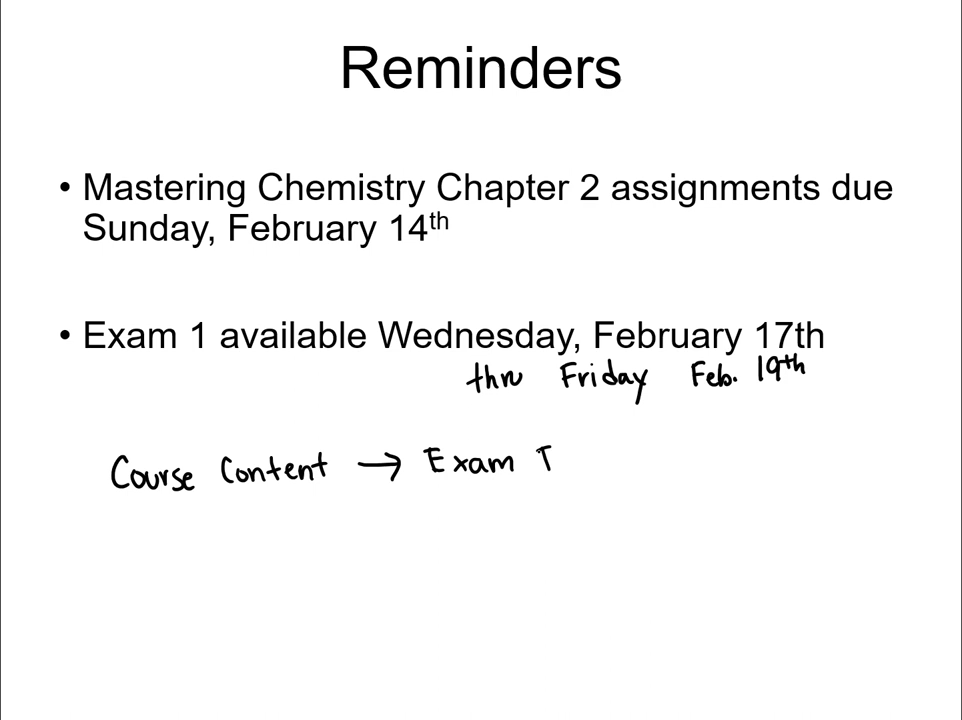 Reminders
• Mastering Chemistry Chapter 2 assignments due
Sunday, February 14th
• Exam 1 available Wednesday, February 17th
thru Friday Feb. 19th
Course Content → Exam T